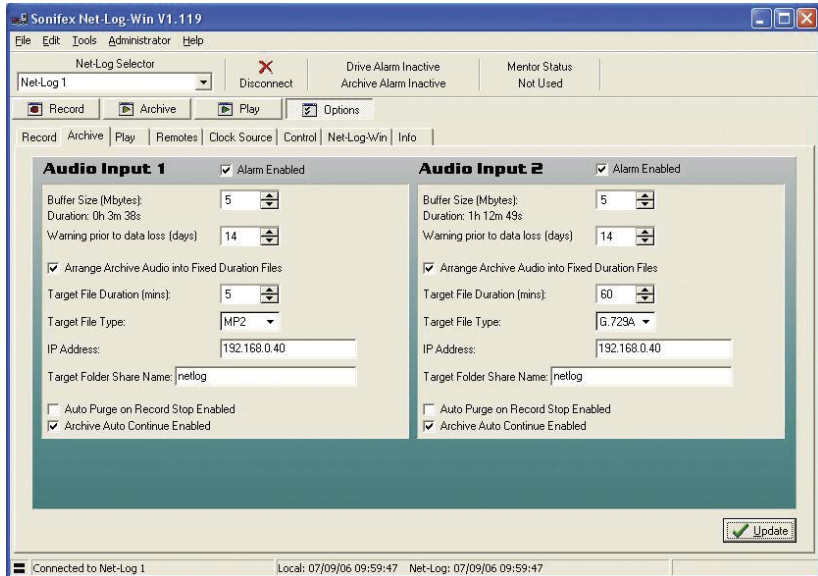 Sonifex Net-Log-Win V1.119
File Edit Tools Administrator Help
Net-Log Selector
Net-Log 1
Disconnect
Drive Alarm Inactive
Archive Alarm Inactive
Mentor Status
Not Used
Record Archive Play Options
Record Archive Play Remotes Clock Source Control Net-Log-Win Info
Audio Input 1
Alarm Enabled
Buffer Size (Mbytes): 5
Duration: 0h 3m 38s
Warning prior to data loss (days) 14
Arrange Archive Audio into Fixed Duration Files
Target File Duration (mins): 5
Target File Type: MP2
IP Address: 192.168.0.40
Target Folder Share Name: netlog
Auto Purge on Record Stop Enabled
Archive Auto Continue Enabled
Audio Input 2
Alarm Enabled
Buffer Size (Mbytes): 5
Duration: 1h 12m 49s
Warning prior to data loss (days) 14
Arrange Archive Audio into Fixed Duration Files
Target File Duration (mins): 60
Target File Type: G.729A
IP Address: 192.168.0.40
Target Folder Share Name: netlog
Auto Purge on Record Stop Enabled
Archive Auto Continue Enabled
Update
Connected to Net-Log 1 Local: 07/09/06 09:59:47 Net-Log: 07/09/06 09:59:47